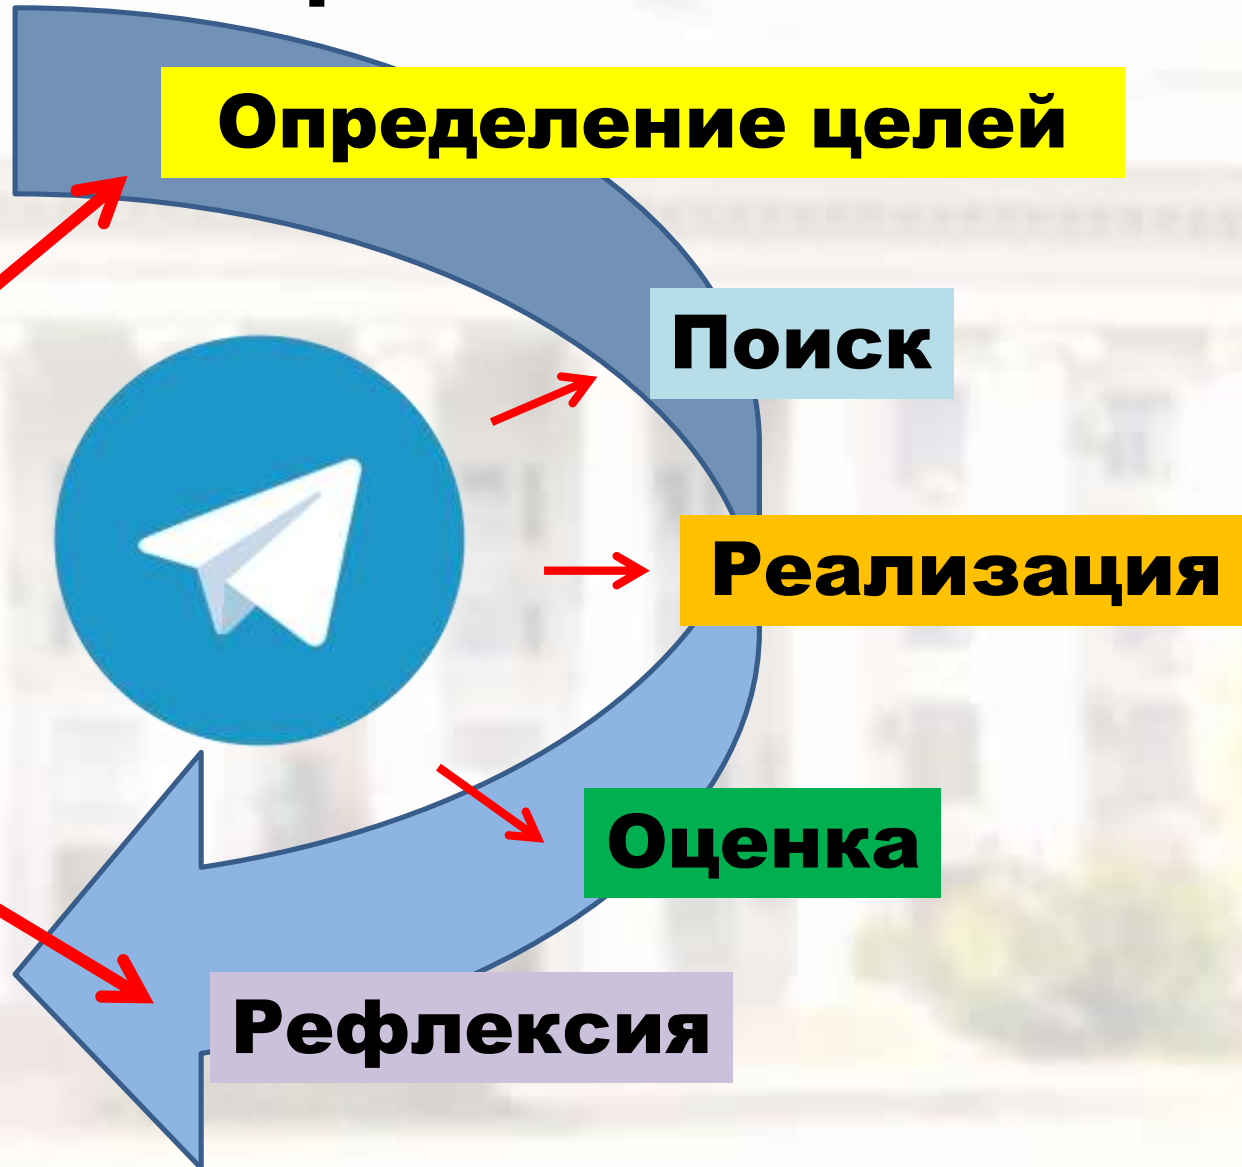 Определение целей
Поиск
Реализация
Оценка
Рефлексия